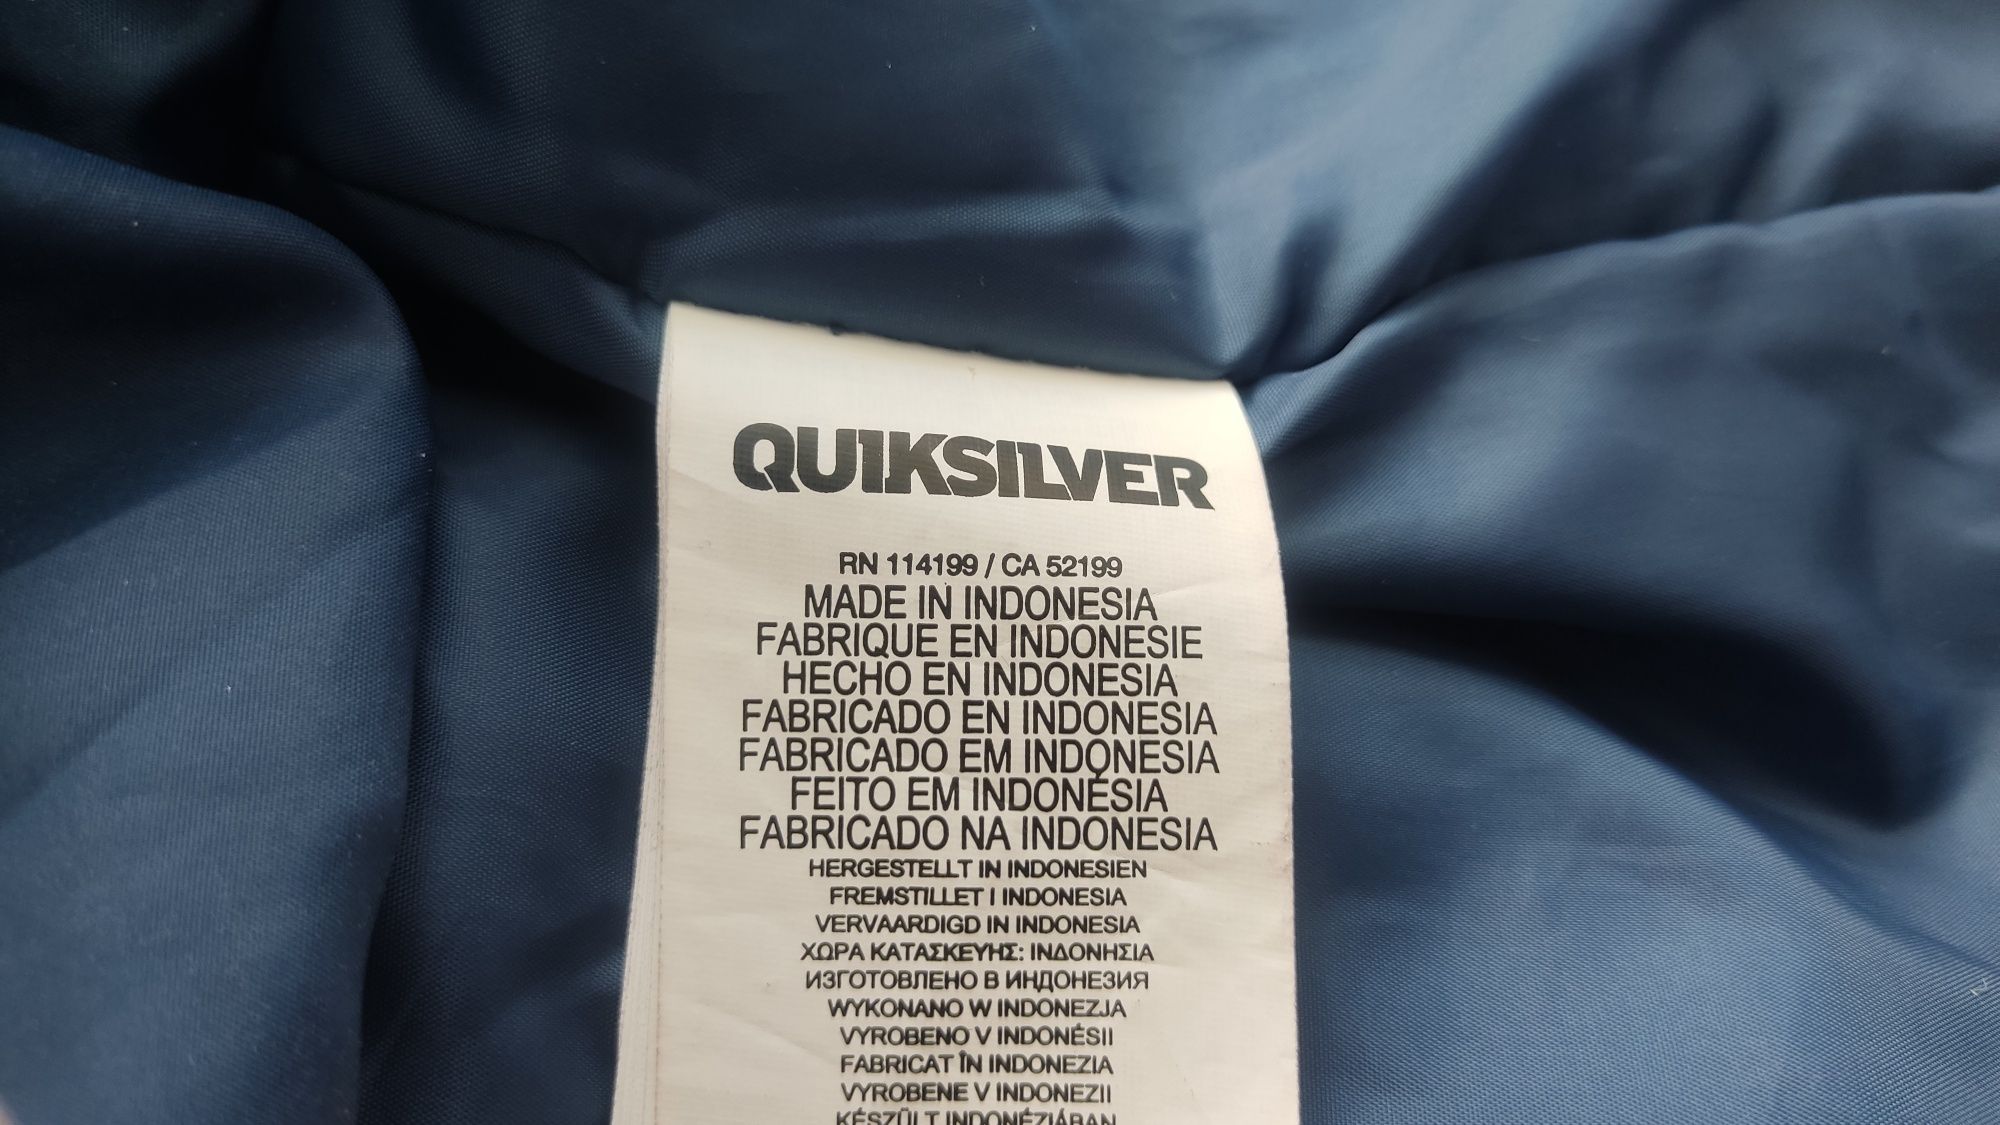 QUIKSILVER
RN 114199 / CA 52199
MADE IN INDONESIA
FABRIQUE EN INDONESIE
HECHO EN INDONESIA
FABRICADO EN INDONESIA
FABRICADO EM INDONESIA
FEITO EM INDONÉSIA
FABRICADO NA INDONESIA
HERGESTELLT IN INDONESIEN
FREMSTILLET I INDONESIA
VERVAARDIGD IN INDONESIA
ΧΩΡΑ ΚΑΤΑΣΚΕΥΗΣ: ΙΝΔΟΝΗΣΙΑ
ИЗГОТОВЛЕНО В ИНДОНЕЗИЯ
WYKONANO W INDONEZJA
VYROBENO V INDONÉSII
FABRICAT ÎN INDONEZIA
VYROBENE V INDONEZII
KÉSZÜLT INDONÉZIÁBAN